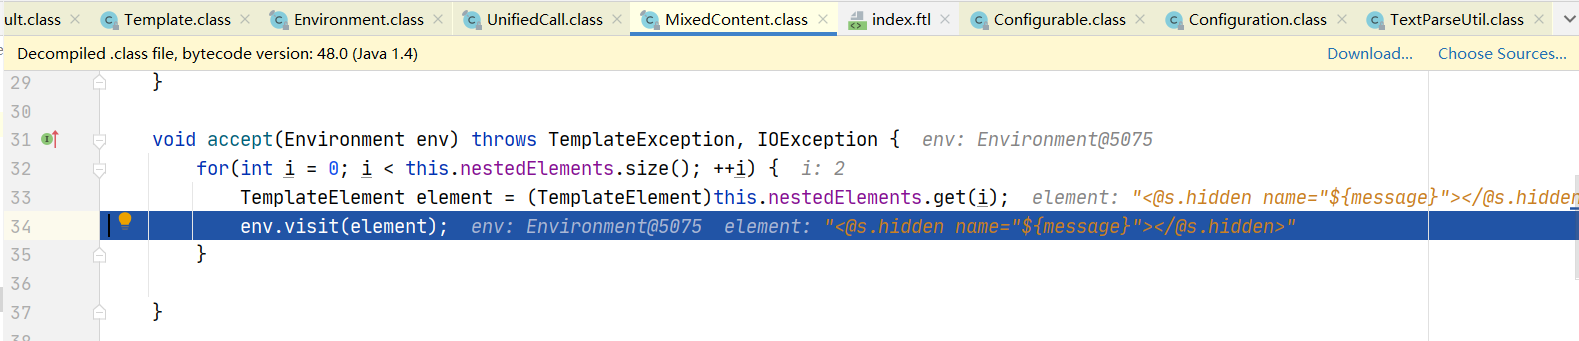 ult.class Template.class Environment.class UnifiedCall.class MixedContent.class index.ftl Configurable.class Configuration.class TextParseUtil.class
Decompiled .class file, bytecode version: 48.0 (Java 1.4) Download... Choose Sources...
29 }
30
31 void accept(Environment env) throws TemplateException, IOException { env: Environment@5075
32 for(int i = 0; i < this.nestedElements.size(); ++i) { i: 2
33 TemplateElement element = (TemplateElement)this.nestedElements.get(i); element: "<@s.hidden name="${message}"></@s.hidden
34 env.visit(element); env: Environment@5075 element: "<@s.hidden name="${message}"></@s.hidden>"
35 }
36
37 }
38